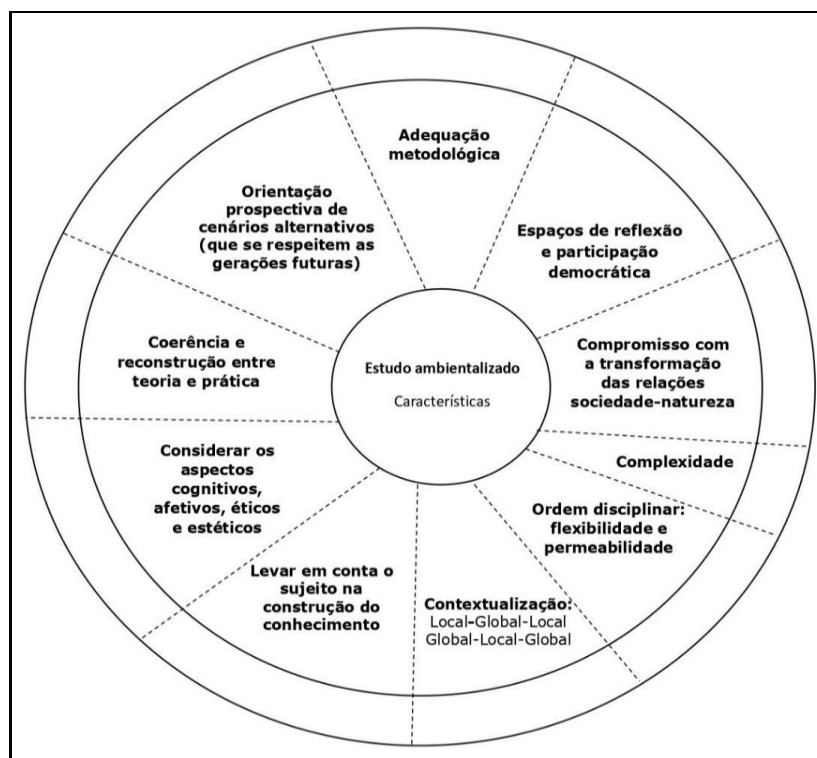 Adequação
metodológica
Espaços de reflexão
e participação
democrática
Compromisso com
a transformação
das relações
sociedade-natureza
Complexidade
Ordem disciplinar:
flexibilidade e
permeabilidade
Contextualização:
Local-Global-Local
Global-Local-Global
Levar em conta o
sujeito na
construção do
conhecimento
Considerar os
aspectos
cognitivos,
afetivos, éticos
e estéticos
Coerência e
reconstrução entre
teoria e prática
Orientação
prospectiva de
cenários alternativos
(que se respeitem as
gerações futuras)
Estudo ambientalizado
Características